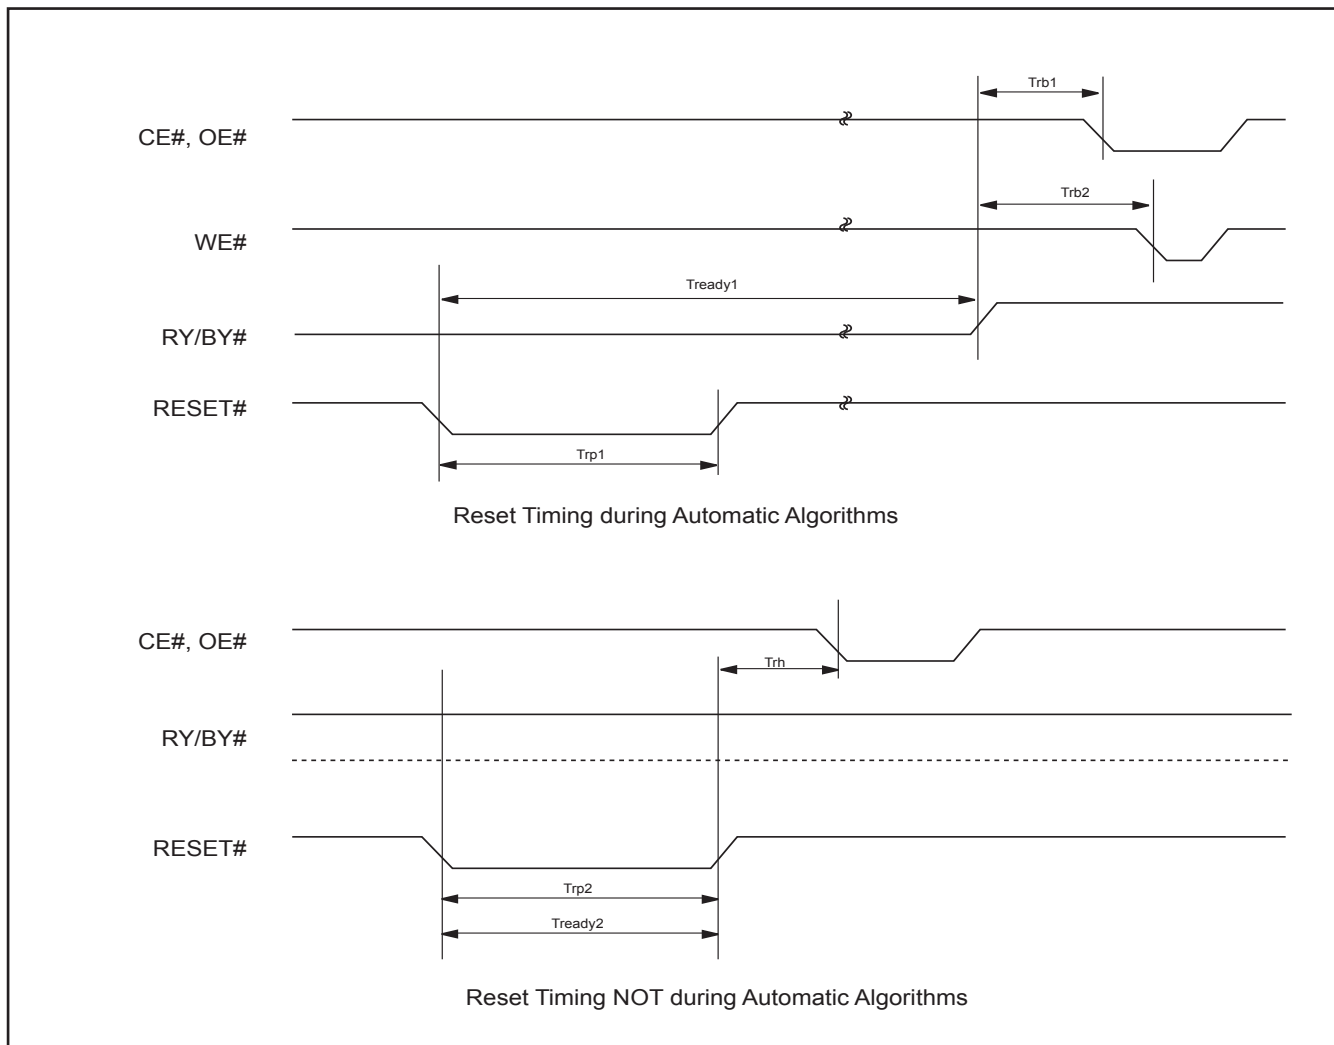 Trb1
CE#, OE#
Trb2
WE#
Tready1
RY/BY#
RESET#
Trp1
Reset Timing during Automatic Algorithms
CE#, OE#
Trh
RY/BY#
RESET#
Trp2
Tready2
Reset Timing NOT during Automatic Algorithms